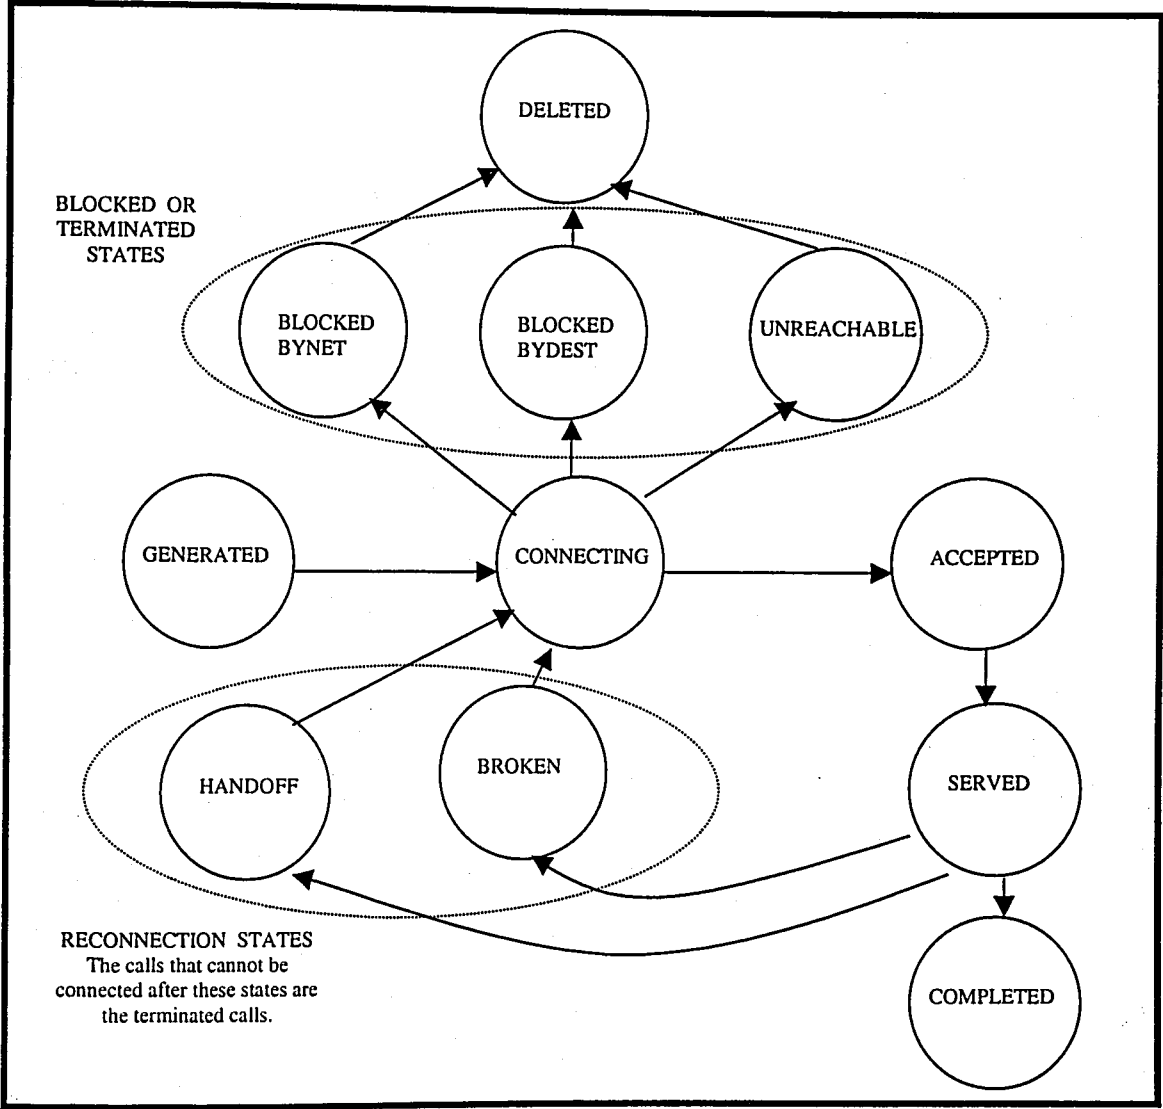 DELETED
BLOCKED OR
TERMINATED
STATES
BLOCKED
BYNET
BLOCKED
BYDEST
UNREACHABLE
GENERATED
CONNECTING
ACCEPTED
HANDOFF
BROKEN
SERVED
RECONNECTION STATES
The calls that cannot be
connected after these states are
the terminated calls.
COMPLETED